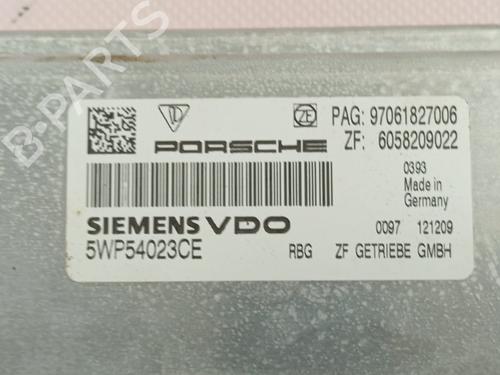 PAG: 97061827006
PORSCHE ZF: 6058209022
0393
Made in
Germany
SIEMENS VDO 0097 121209
5WP54023CE RBG ZF GETRIEBE GMBH
B-PARTS